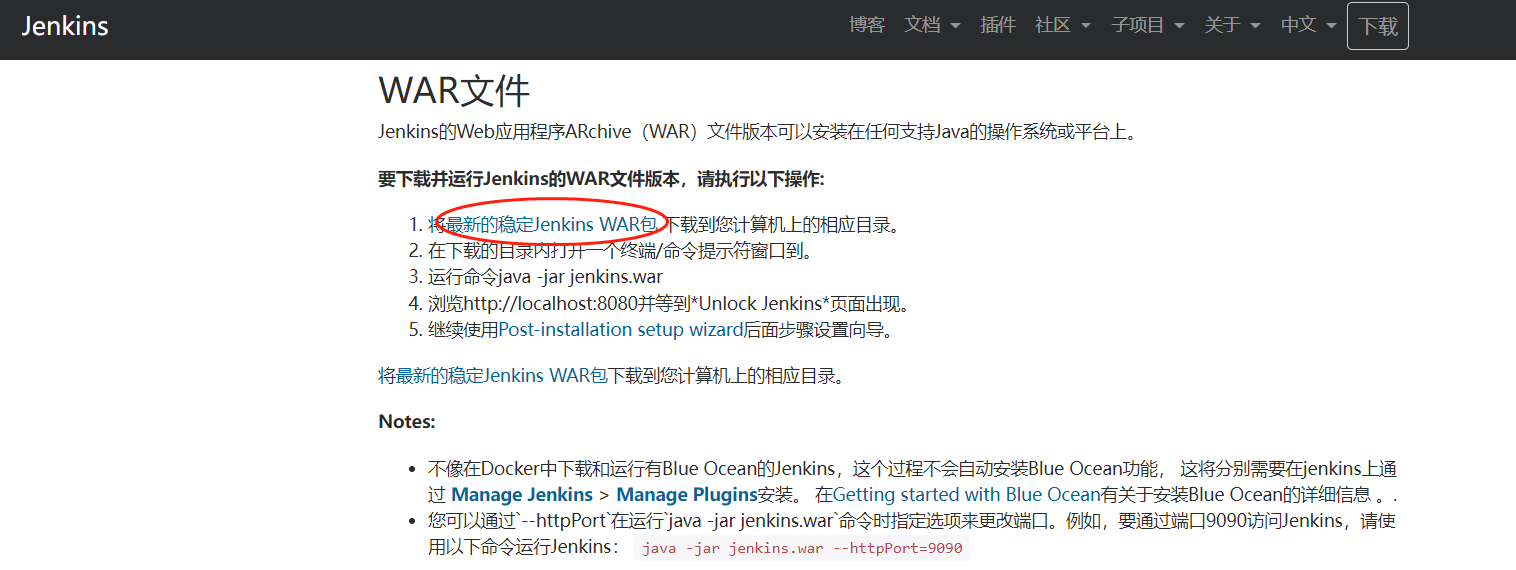 Jenkins
博客 文档 插件 社区 子项目 关于 中文 下载
WAR文件
Jenkins的Web应用程序ARchive（WAR）文件版本可以安装在任何支持Java的操作系统或平台上。
要下载并运行Jenkins的WAR文件版本，请执行以下操作:
1. 将最新的稳定Jenkins WAR包 下载到您计算机上的相应目录。
2. 在下载的目录内打开一个终端/命令提示符窗口到。
3. 运行命令java -jar jenkins.war
4. 浏览http://localhost:8080并等到*Unlock Jenkins*页面出现。
5. 继续使用Post-installation setup wizard后面步骤设置向导。
将最新的稳定Jenkins WAR包下载到您计算机上的相应目录。
Notes:
• 不像在Docker中下载和运行有Blue Ocean的Jenkins，这个过程不会自动安装Blue Ocean功能， 这将分别需要在jenkins上通
过 Manage Jenkins > Manage Plugins安装。 在Getting started with Blue Ocean有关于安装Blue Ocean的详细信息 。.
• 您可以通过`--httpPort`在运行`java -jar jenkins.war`命令时指定选项来更改端口。例如，要通过端口9090访问Jenkins，请使
用以下命令运行Jenkins： java -jar jenkins.war --httpPort=9090